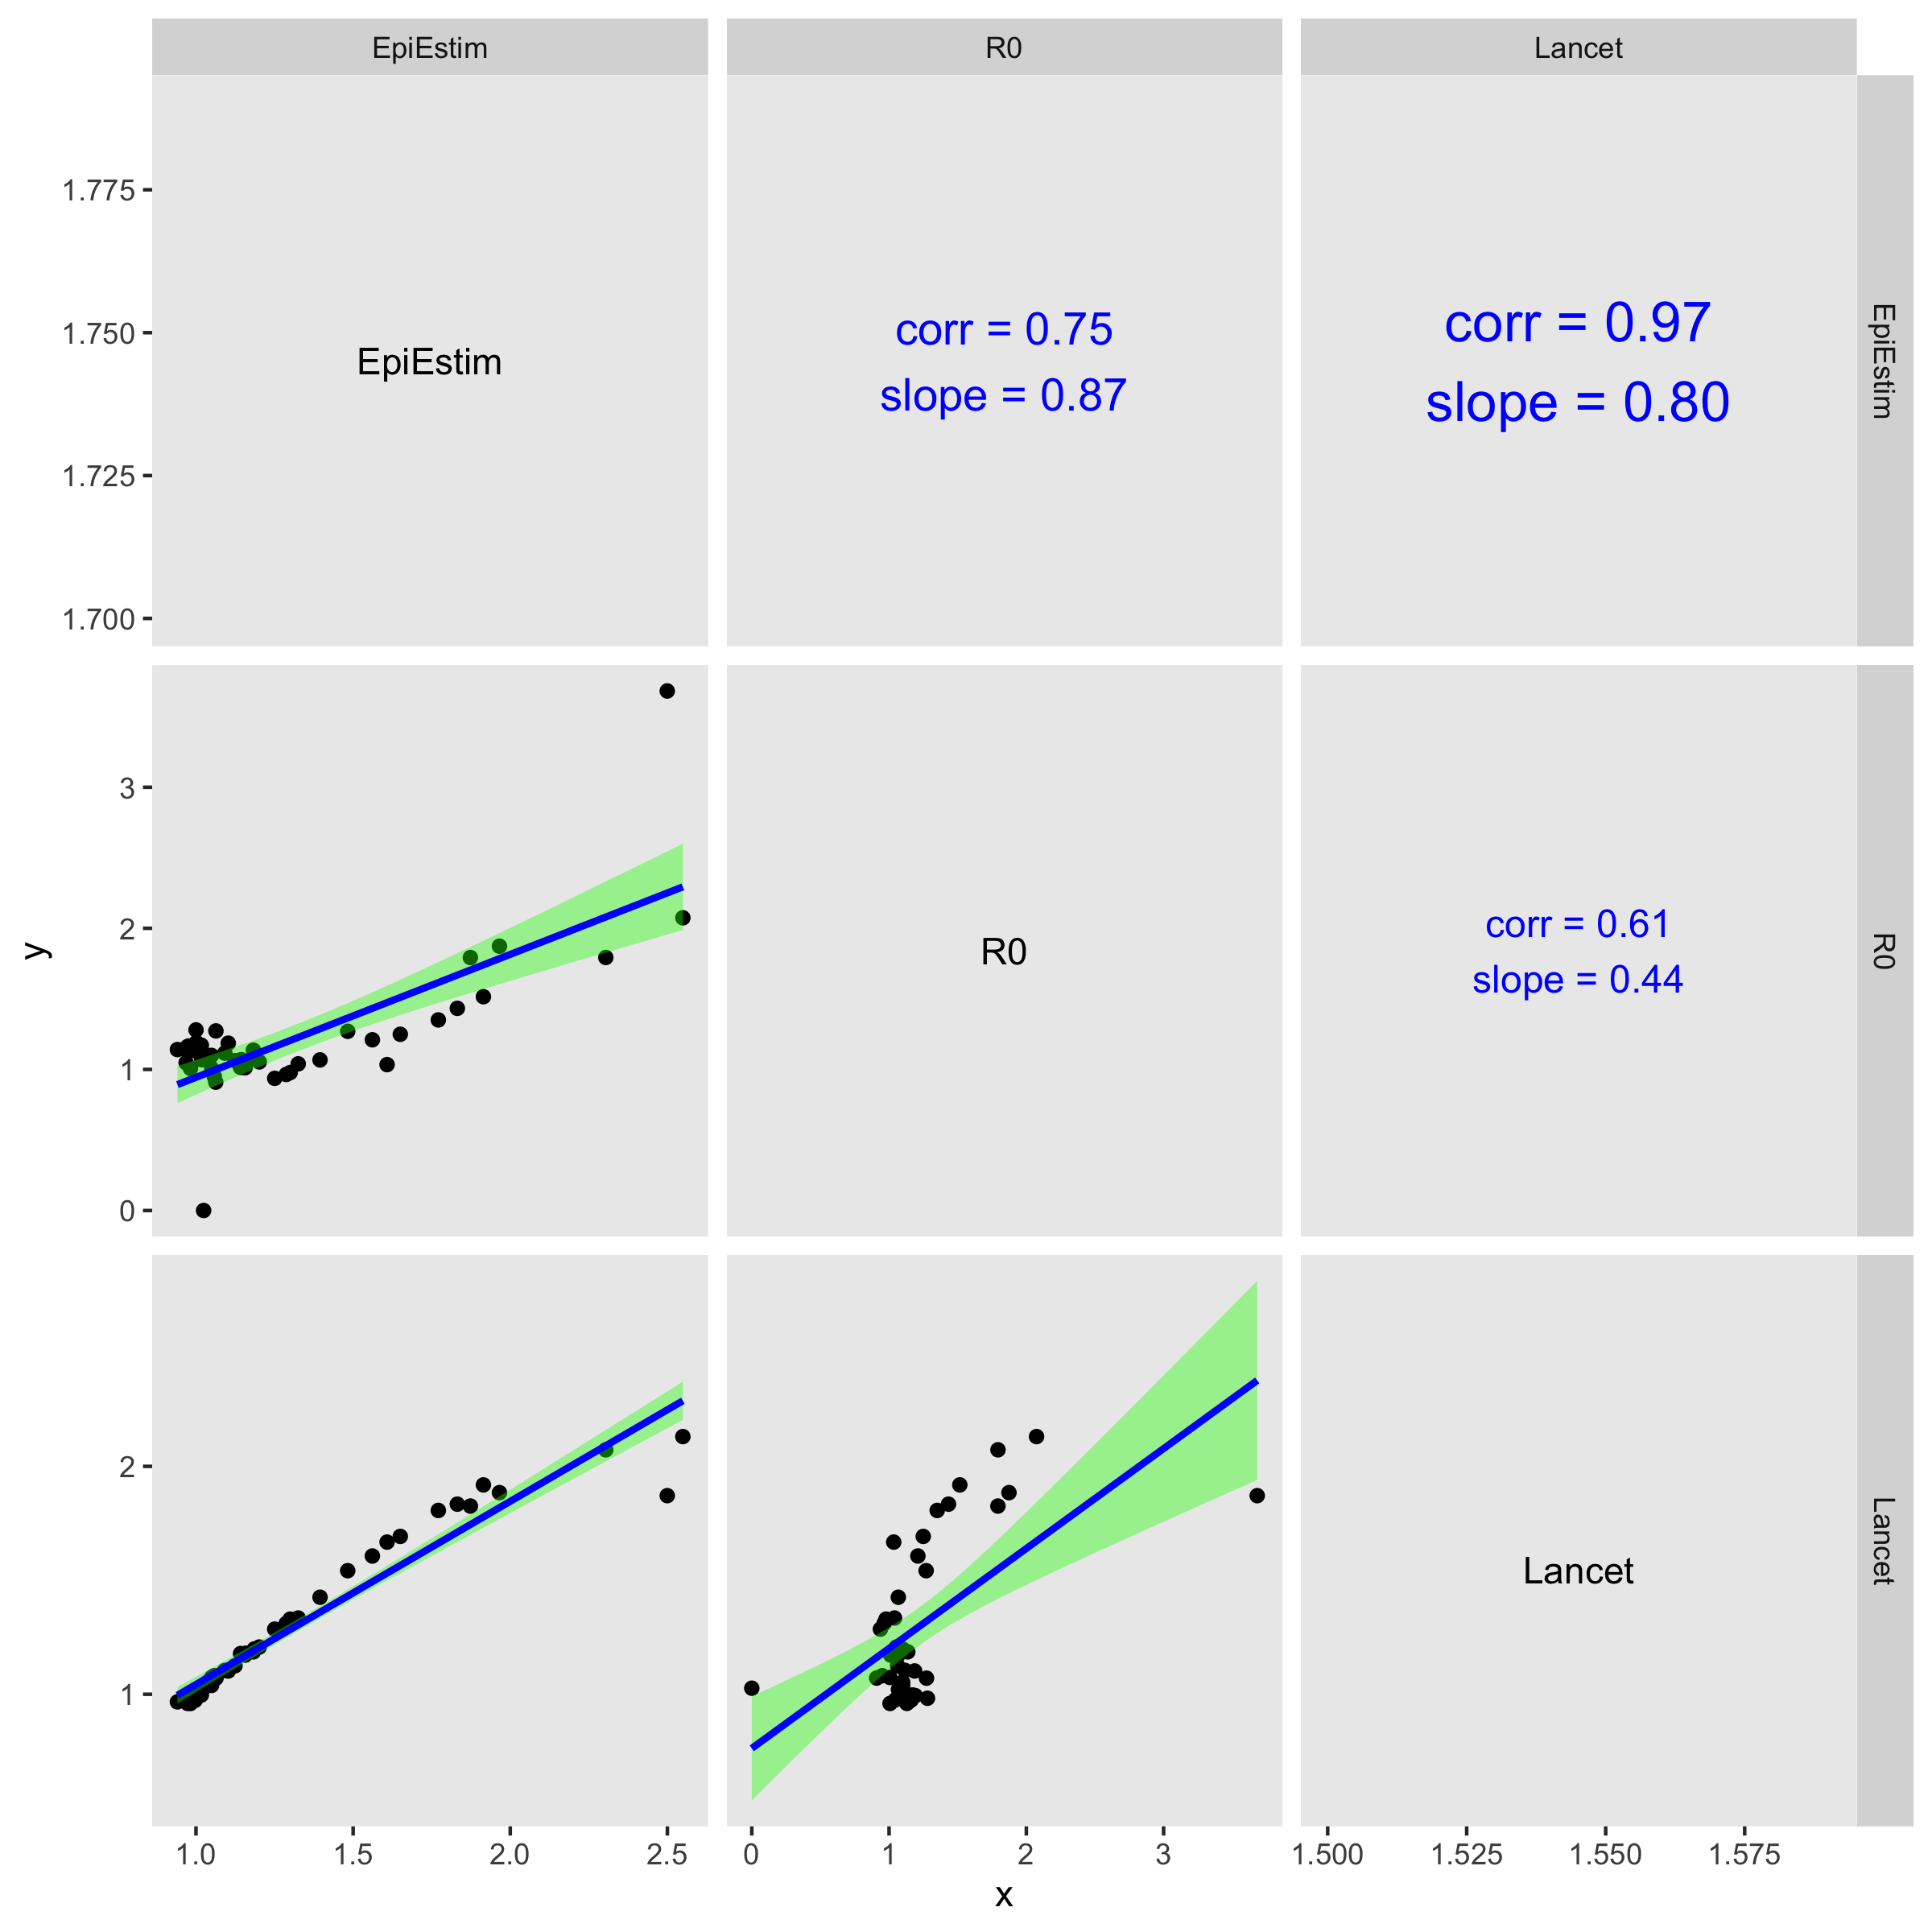 EpiEstim R0 Lancet
1.775
1.750
1.725
1.700
EpiEstim
corr = 0.75
slope = 0.87
corr = 0.97
slope = 0.80
EpiEstim
3
2
1
0
y
R0
corr = 0.61
slope = 0.44
R0
2
1
Lancet
Lancet
1.0 1.5 2.0 2.5 0 1 2 3 1.500 1.525 1.550 1.575
x